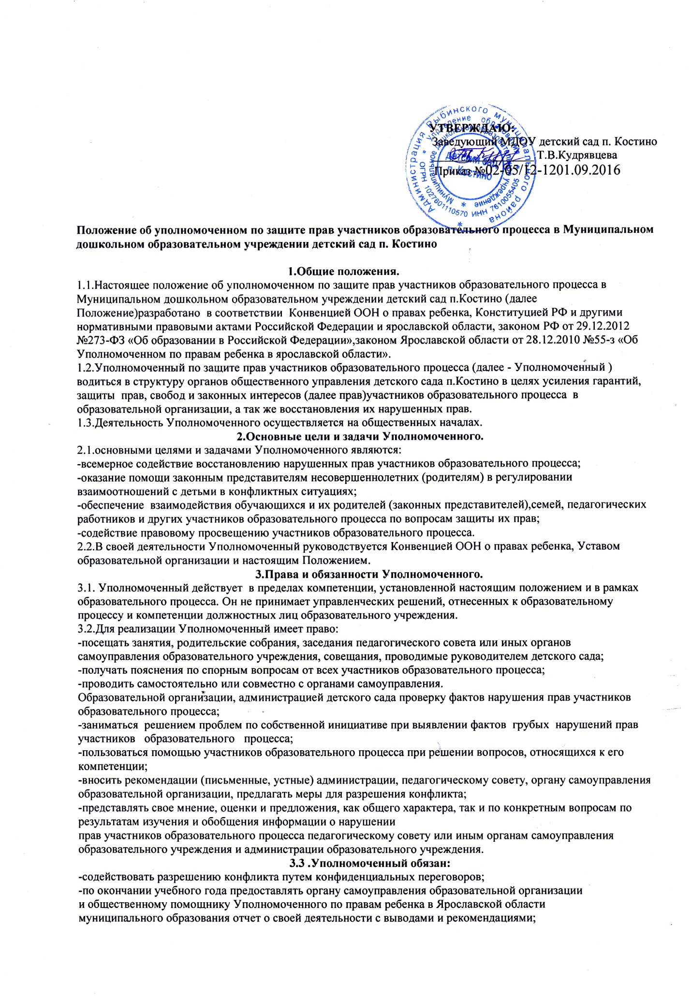 УТВЕРЖДАЮ:
Заведующий МДОУ детский сад п. Костино
Т.В.Кудрявцева
Приказ №02-05/12-1201.09.2016
Администрация Рыбинского муниципального района
Управление образования
ОГРН 1027601110570 ИНН 7610055405
Муниципальное дошкольное образовательное учреждение
Детский сад
п. Костино
Положение об уполномоченном по защите прав участников образовательного процесса в Муниципальном
дошкольном образовательном учреждении детский сад п. Костино
1.Общие положения.
1.1.Настоящее положение об уполномоченном по защите прав участников образовательного процесса в
Муниципальном дошкольном образовательном учреждении детский сад п.Костино (далее
Положение)разработано  в соответствии  Конвенцией ООН о правах ребенка, Конституцией РФ и другими
нормативными правовыми актами Российской Федерации и ярославской области, законом РФ от 29.12.2012
№273-ФЗ «Об образовании в Российской Федерации»,законом Ярославской области от 28.12.2010 №55-з «Об
Уполномоченном по правам ребенка в ярославской области».
1.2.Уполномоченный по защите прав участников образовательного процесса (далее - Уполномоченный )
водиться в структуру органов общественного управления детского сада п.Костино в целях усиления гарантий,
защиты  прав, свобод и законных интересов (далее прав)участников образовательного процесса  в
образовательной организации, а так же восстановления их нарушенных прав.
1.3.Деятельность Уполномоченного осуществляется на общественных началах.
2.Основные цели и задачи Уполномоченного.
2.1.основными целями и задачами Уполномоченного являются:
-всемерное содействие восстановлению нарушенных прав участников образовательного процесса;
-оказание помощи законным представителям несовершеннолетних (родителям) в регулировании
взаимоотношений с детьми в конфликтных ситуациях;
-обеспечение  взаимодействия обучающихся и их родителей (законных представителей),семей, педагогических
работников и других участников образовательного процесса по вопросам защиты их прав;
-содействие правовому просвещению участников образовательного процесса.
2.2.В своей деятельности Уполномоченный руководствуется Конвенцией ООН о правах ребенка, Уставом
образовательной организации и настоящим Положением.
3.Права и обязанности Уполномоченного.
3.1. Уполномоченный действует  в пределах компетенции, установленной настоящим положением и в рамках
образовательного процесса. Он не принимает управленческих решений, отнесенных к образовательному
процессу и компетенции должностных лиц образовательного учреждения.
3.2.Для реализации Уполномоченный имеет право:
-посещать занятия, родительские собрания, заседания педагогического совета или иных органов
самоуправления образовательного учреждения, совещания, проводимые руководителем детского сада;
-получать пояснения по спорным вопросам от всех участников образовательного процесса;
-проводить самостоятельно или совместно с органами самоуправления.
Образовательной организации, администрацией детского сада проверку фактов нарушения прав участников
образовательного процесса;
-заниматься  решением проблем по собственной инициативе при выявлении фактов  грубых  нарушений прав
участников   образовательного   процесса;
-пользоваться помощью участников образовательного процесса при решении вопросов, относящихся к его
компетенции;
-вносить рекомендации (письменные, устные) администрации, педагогическому совету, органу самоуправления
образовательной организации, предлагать меры для разрешения конфликта;
-представлять свое мнение, оценки и предложения, как общего характера, так и по конкретным вопросам по
результатам изучения и обобщения информации о нарушении
прав участников образовательного процесса педагогическому совету или иным органам самоуправления
образовательного учреждения и администрации образовательного учреждения.
3.3 .Уполномоченный обязан:
-содействовать разрешению конфликта путем конфиденциальных переговоров;
-по окончании учебного года предоставлять органу самоуправления образовательной организации
и общественному помощнику Уполномоченного по правам ребенка в Ярославской области
муниципального образования отчет о своей деятельности с выводами и рекомендациями;